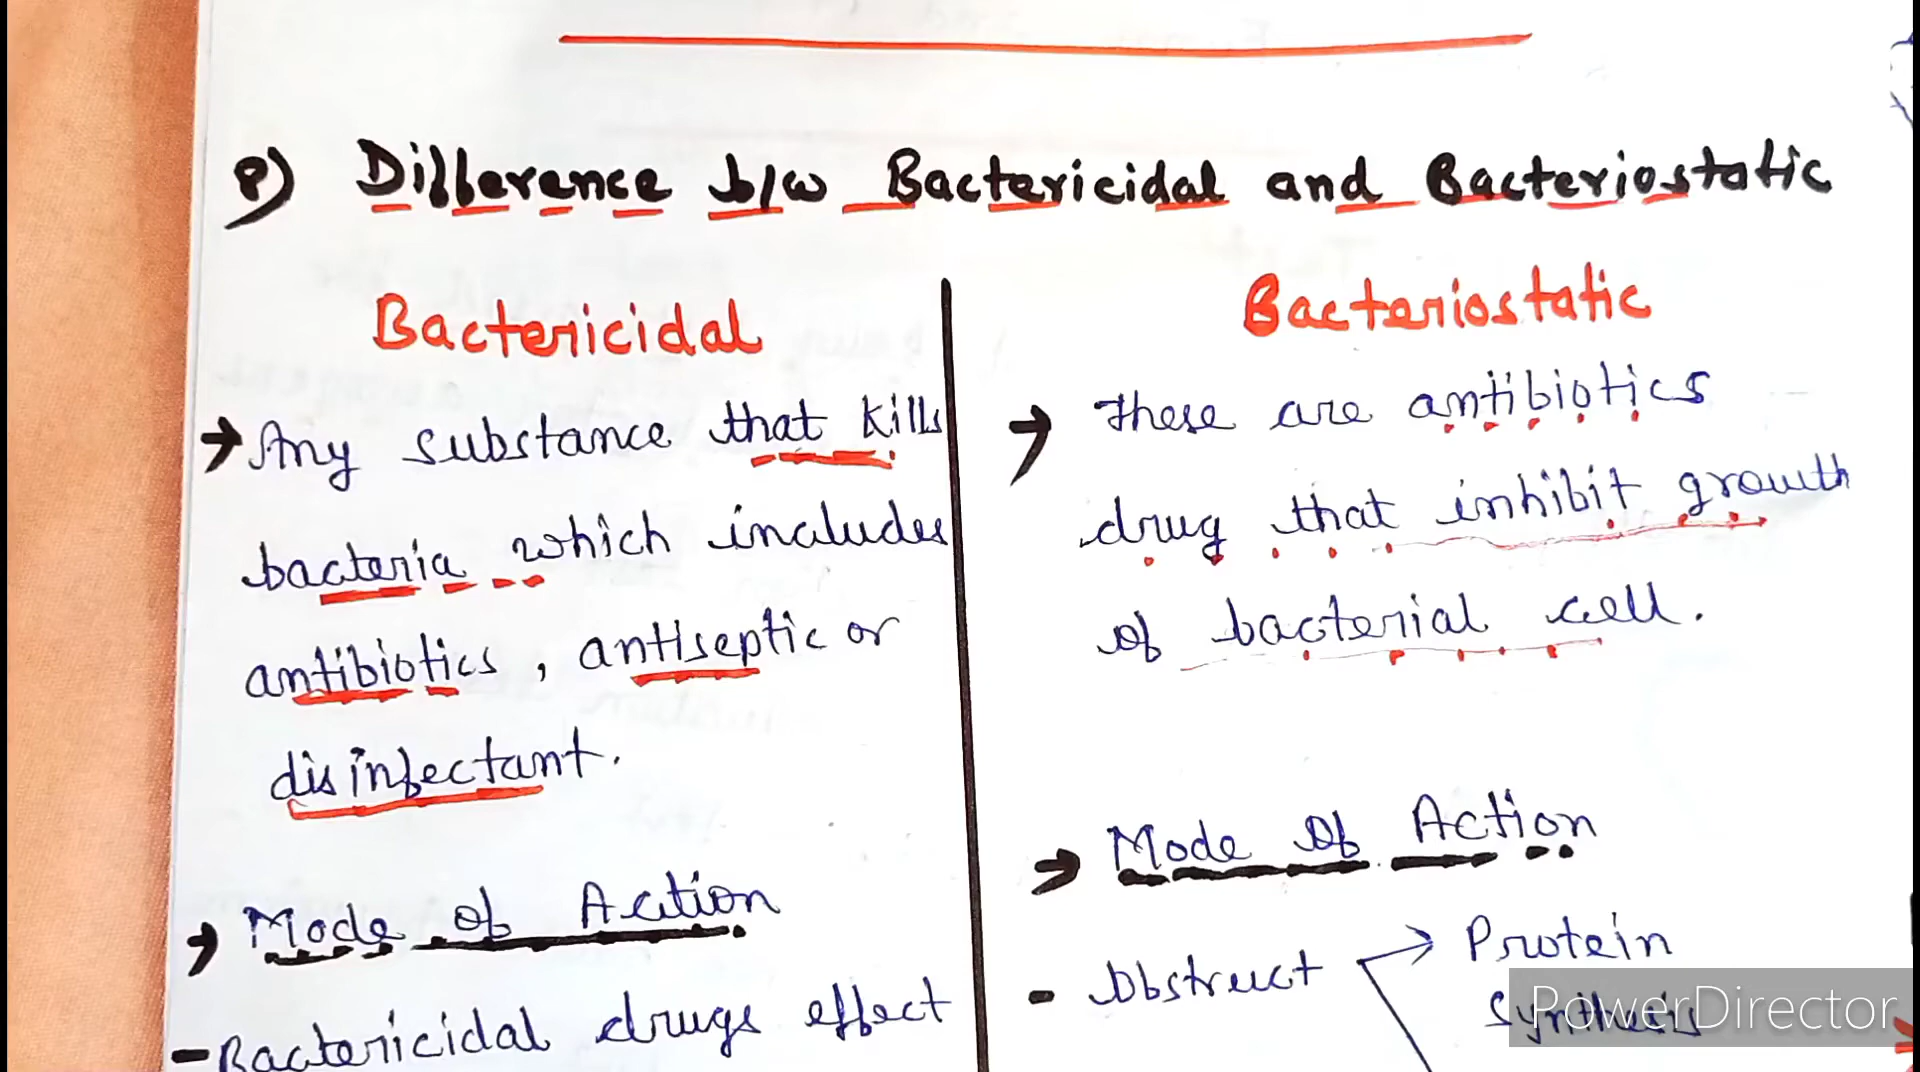 8) Difference b/w Bactericidal and Bacteriostatic
Bactericidal
→ Any substance that kills
bacteria which includes
antibiotics, antiseptic or
disinfectant.
→ Mode of Action
- Bactericidal drugs effect
Bacteriostatic
→ These are antibiotics
drug that inhibit growth
of bacterial cell.
→ Mode of Action
- Obstruct → Protein
Synthesis
PowerDirector